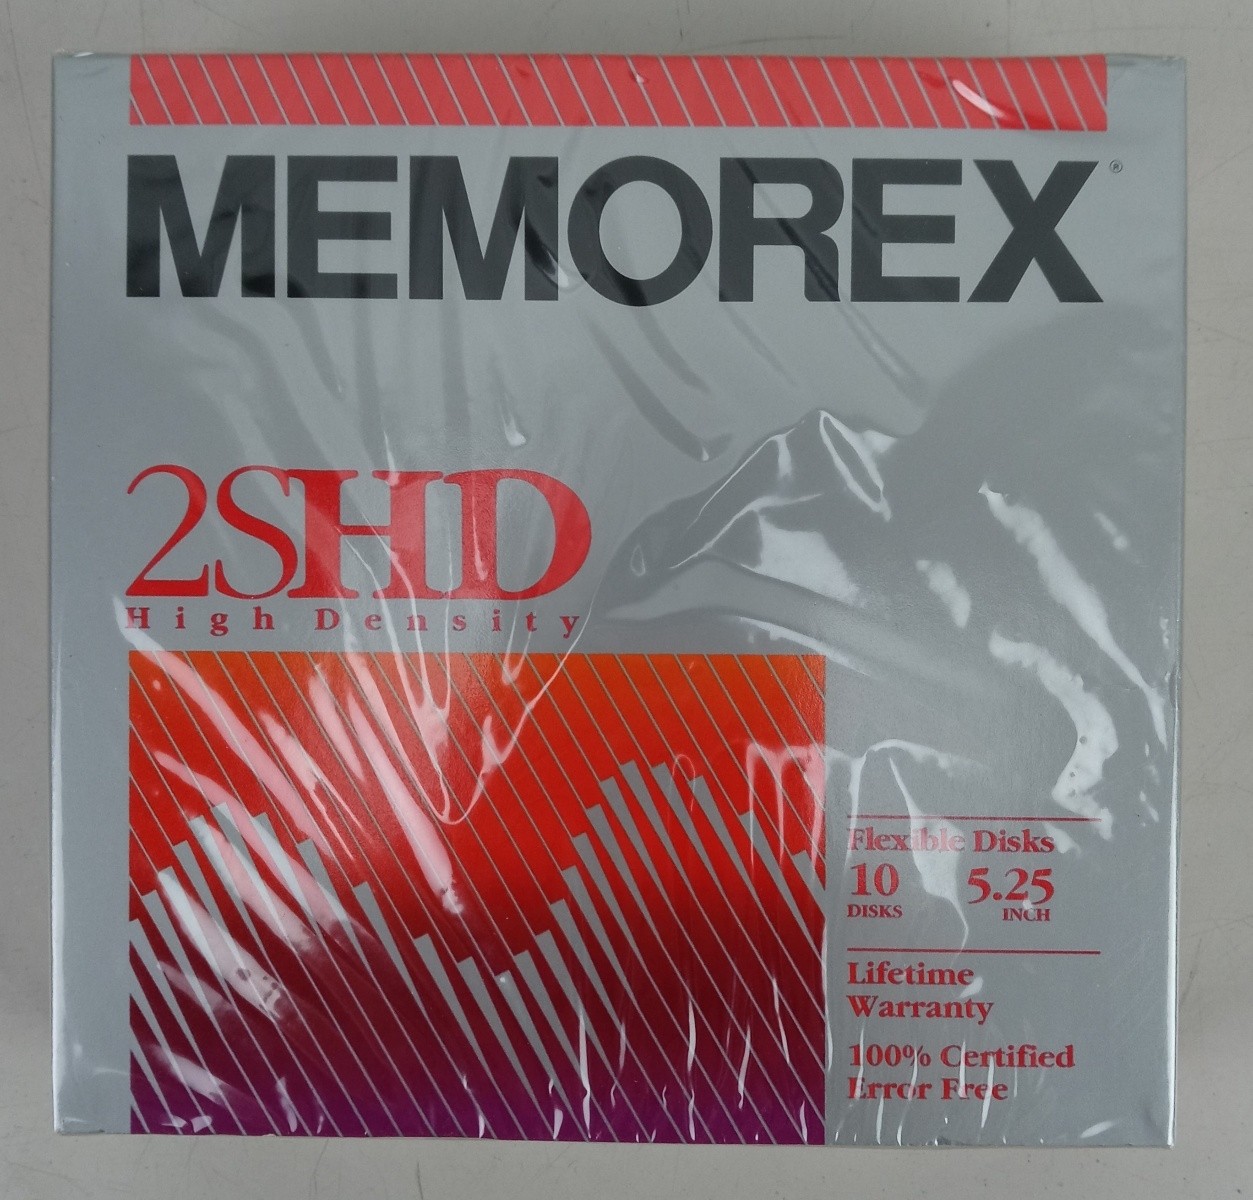 MEMOREX®
2SHD
High Density
Flexible Disks
10 5.25
DISKS INCH
Lifetime
Warranty
100% Certified
Error Free